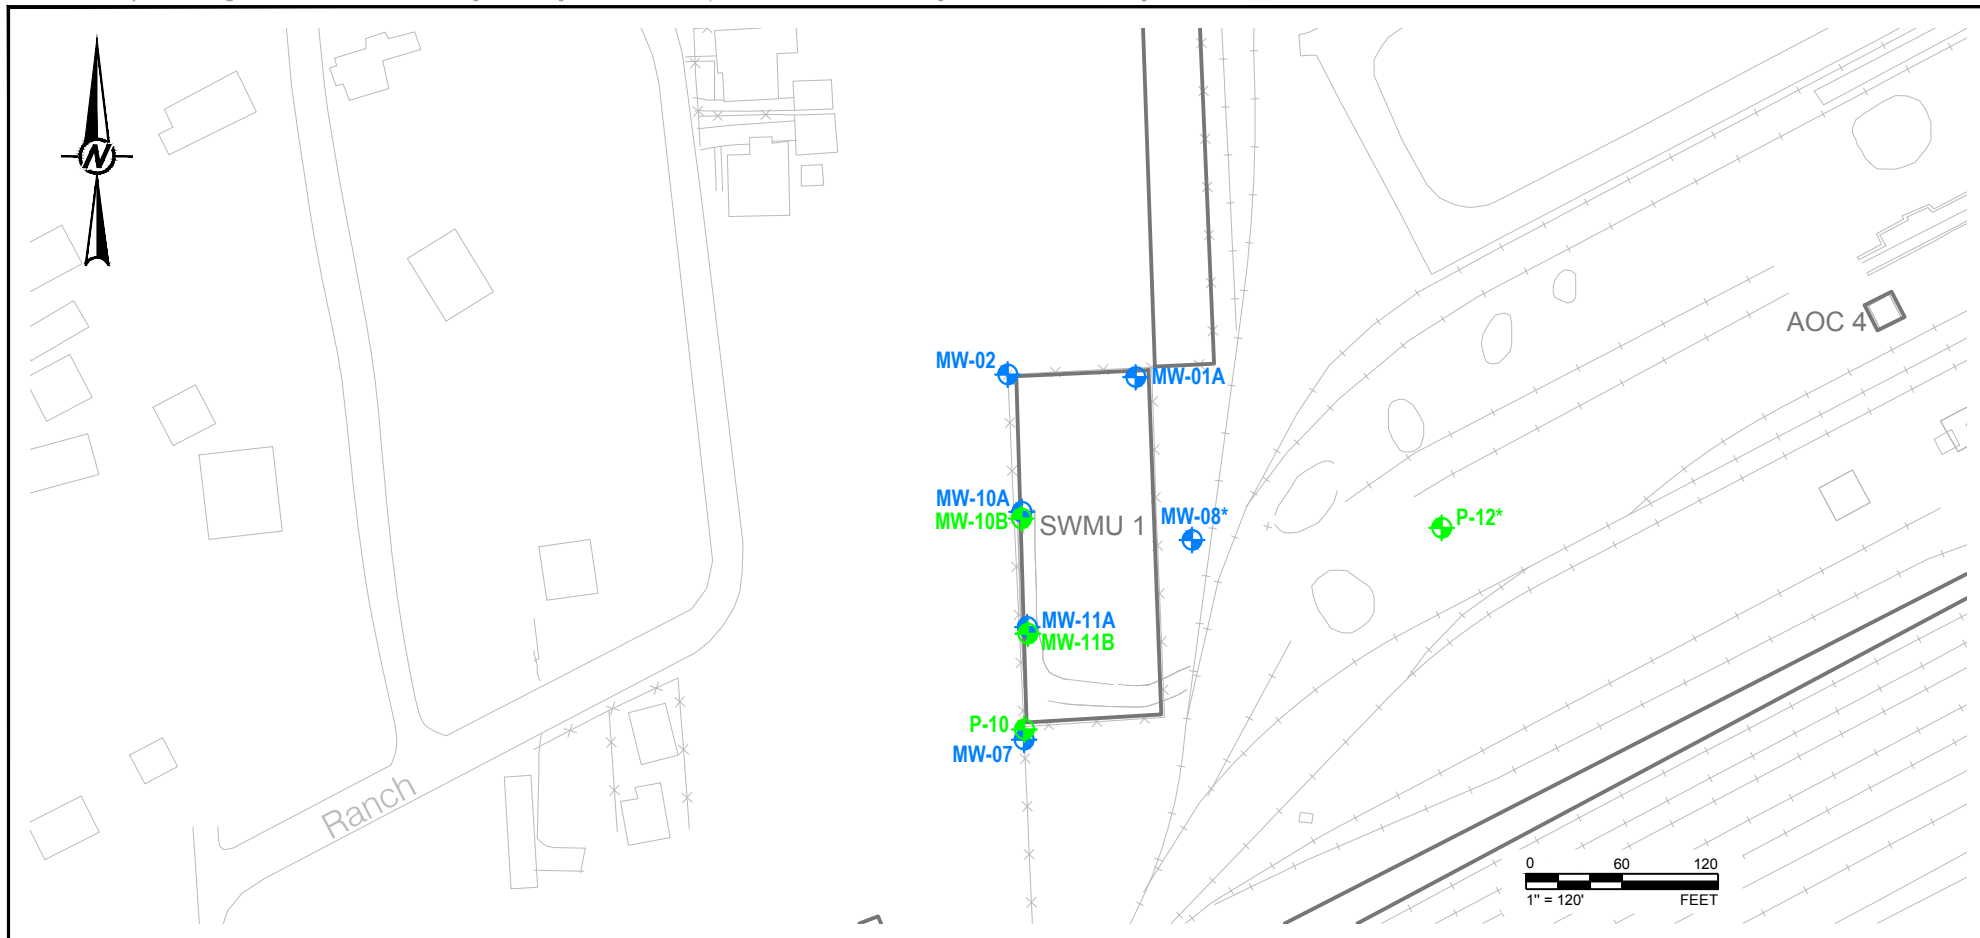 N
AOC 4
MW-02
MW-01A
MW-10A
MW-10B
SWMU 1
MW-08*
P-12*
MW-11A
MW-11B
P-10
MW-07
Ranch
0 60 120
1" = 120' FEET